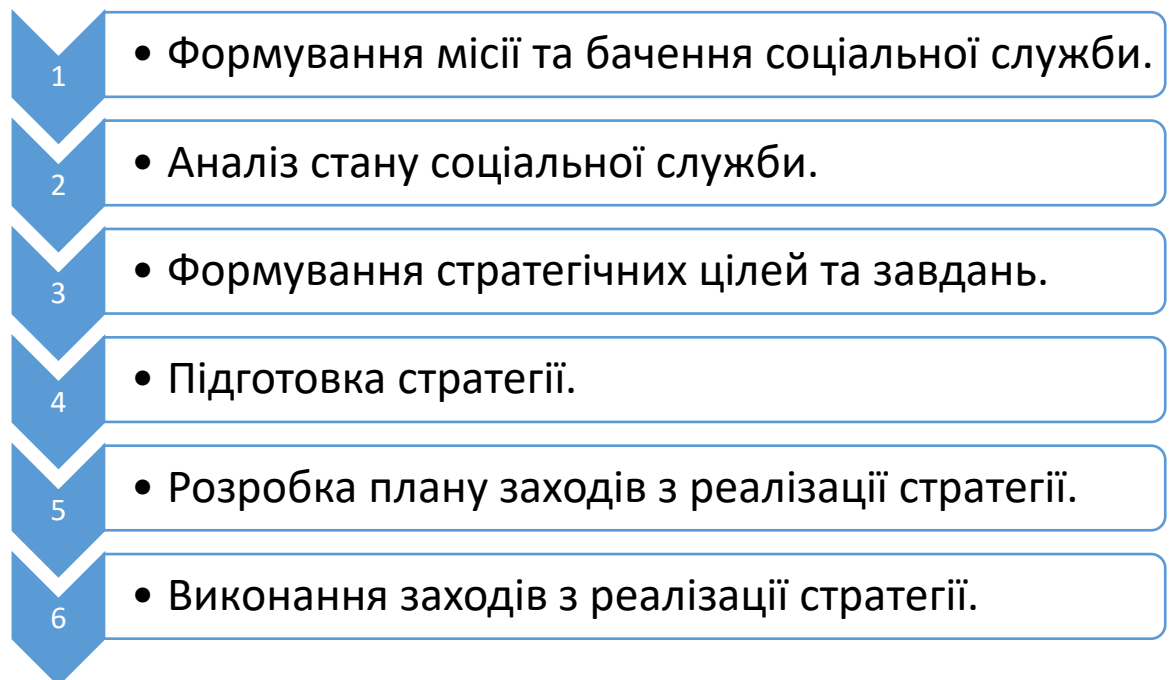 1
• Формування місії та бачення соціальної служби.
2
• Аналіз стану соціальної служби.
3
• Формування стратегічних цілей та завдань.
4
• Підготовка стратегії.
5
• Розробка плану заходів з реалізації стратегії.
6
• Виконання заходів з реалізації стратегії.